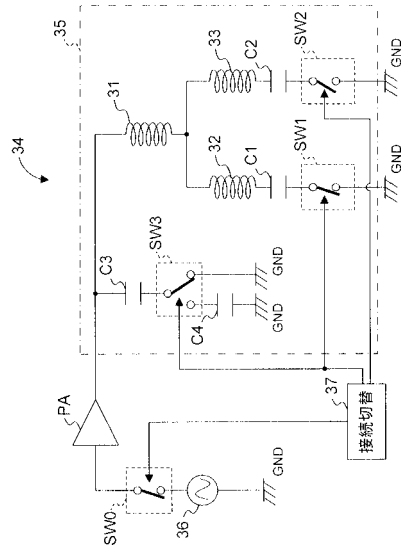 34
35
PA
31
33
C2
SW2
GND
32
C1
SW1
GND
C3
SW3
GND
C4
GND
SW0
36
GND
37
接続切替